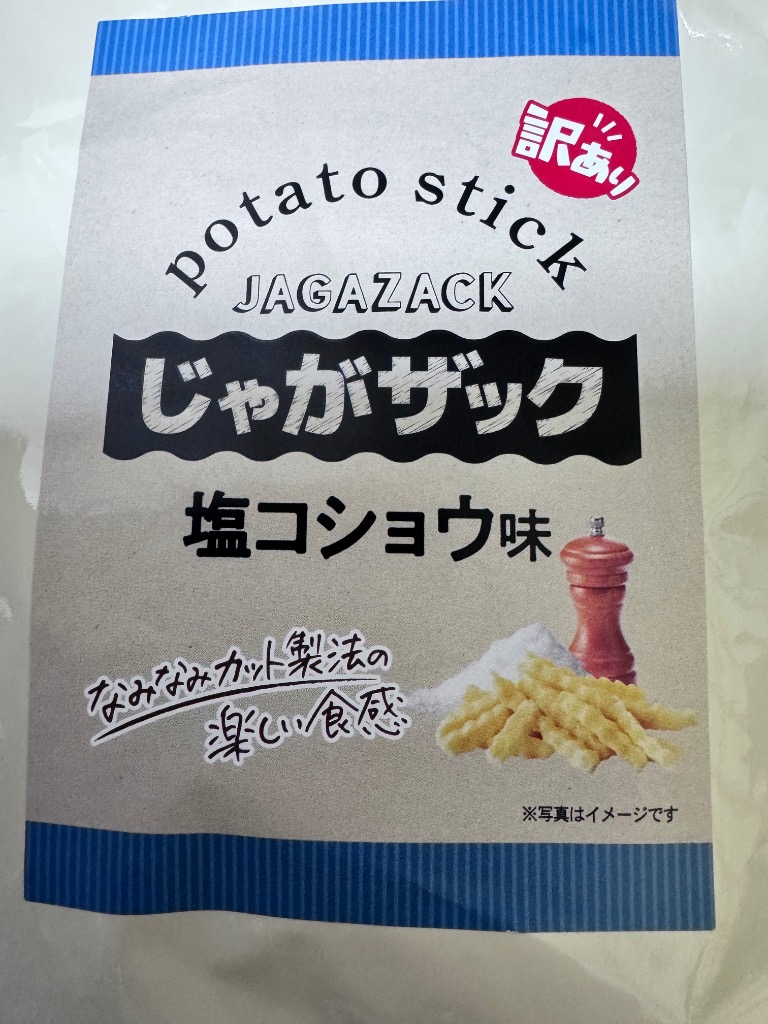 訳あり
potato stick
JAGAZACK
じゃがザック
塩コショウ味
なみなみカット製法の
楽しい食感
※写真はイメージです